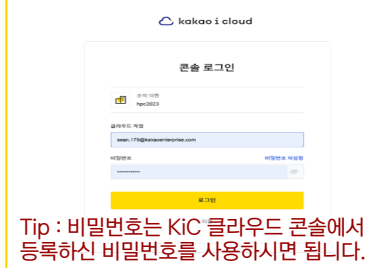 kakao i cloud
콘솔 로그인
조직 이름
hpc2023
클라우드 계정
sean.175@kakaoenterprise.com
비밀번호 비밀번호 재설정
로그인
Tip : 비밀번호는 KiC 클라우드 콘솔에서
등록하신 비밀번호를 사용하시면 됩니다.